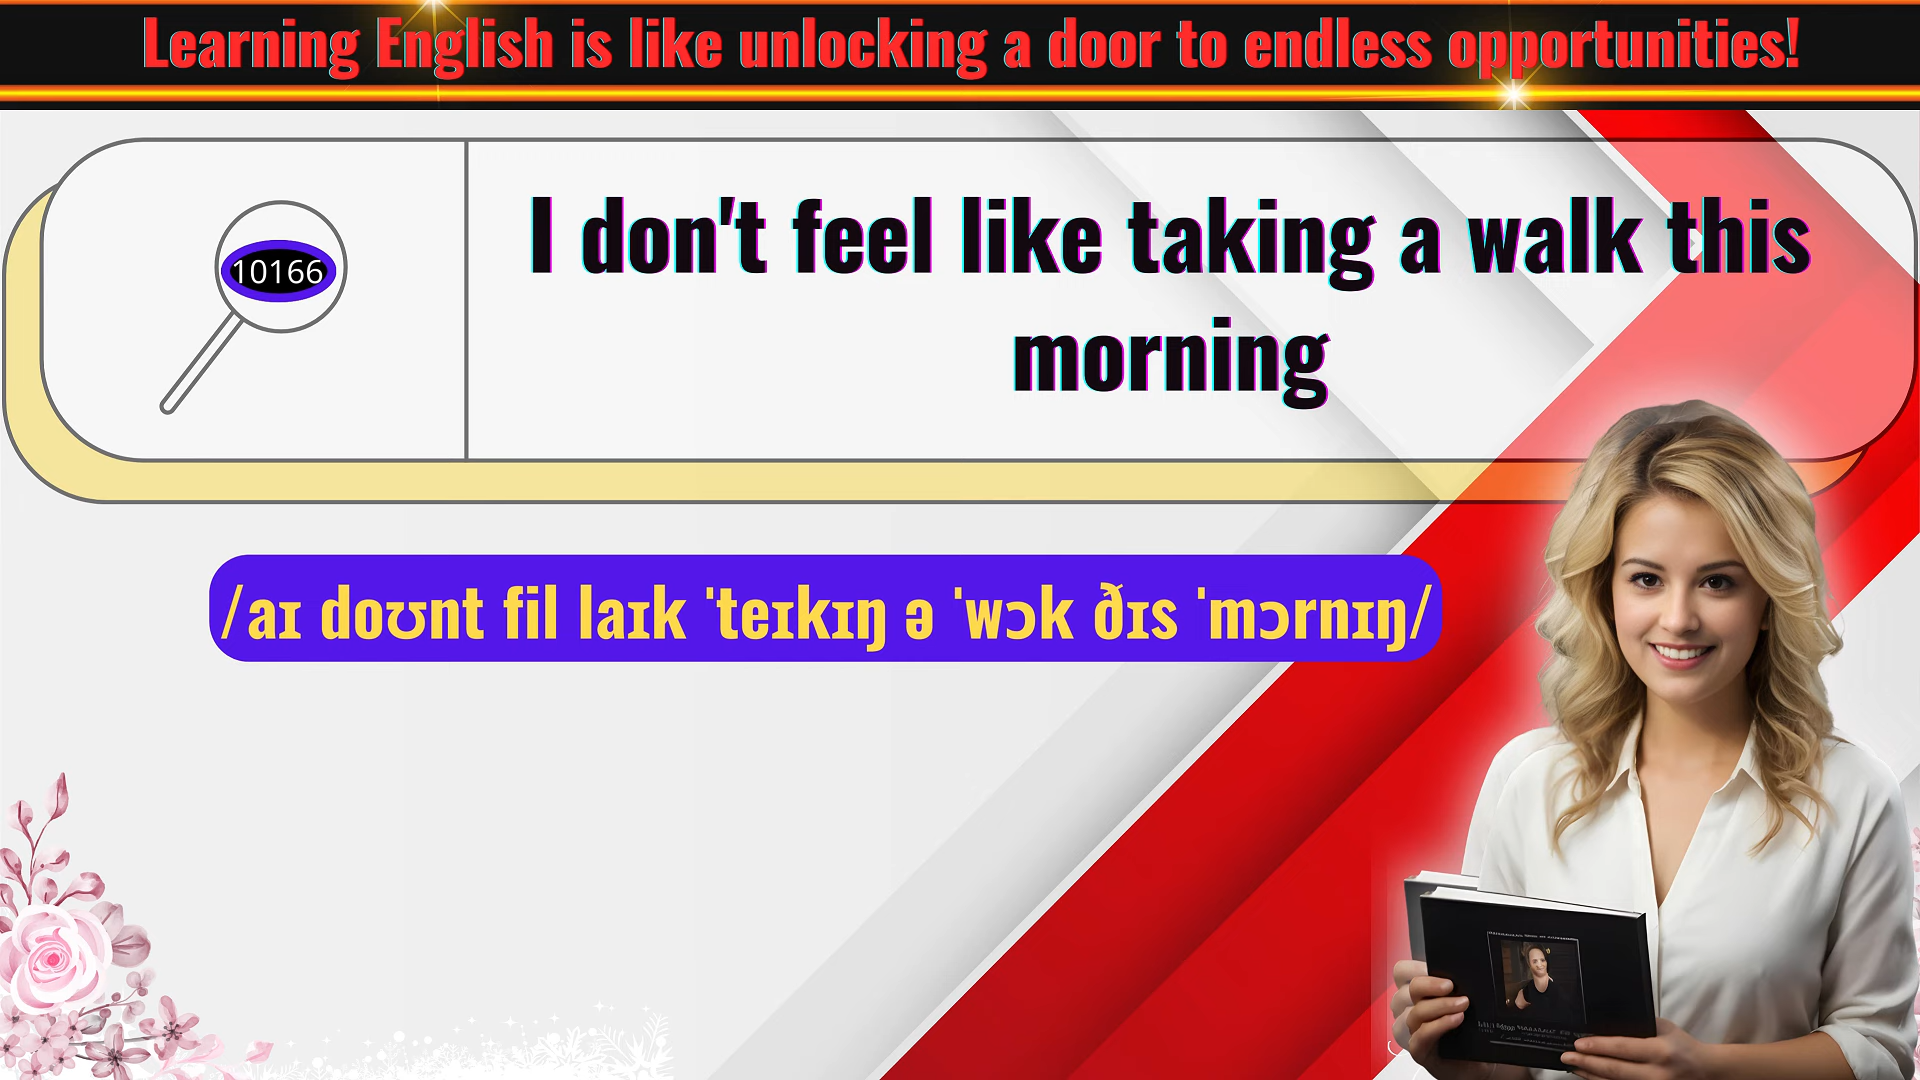 Learning English is like unlocking a door to endless opportunities!
10166
I don't feel like taking a walk this
morning
/aɪ doʊnt fil laɪk ˈteɪkɪŋ ə ˈwɔk ðɪs ˈmɔrnɪŋ/